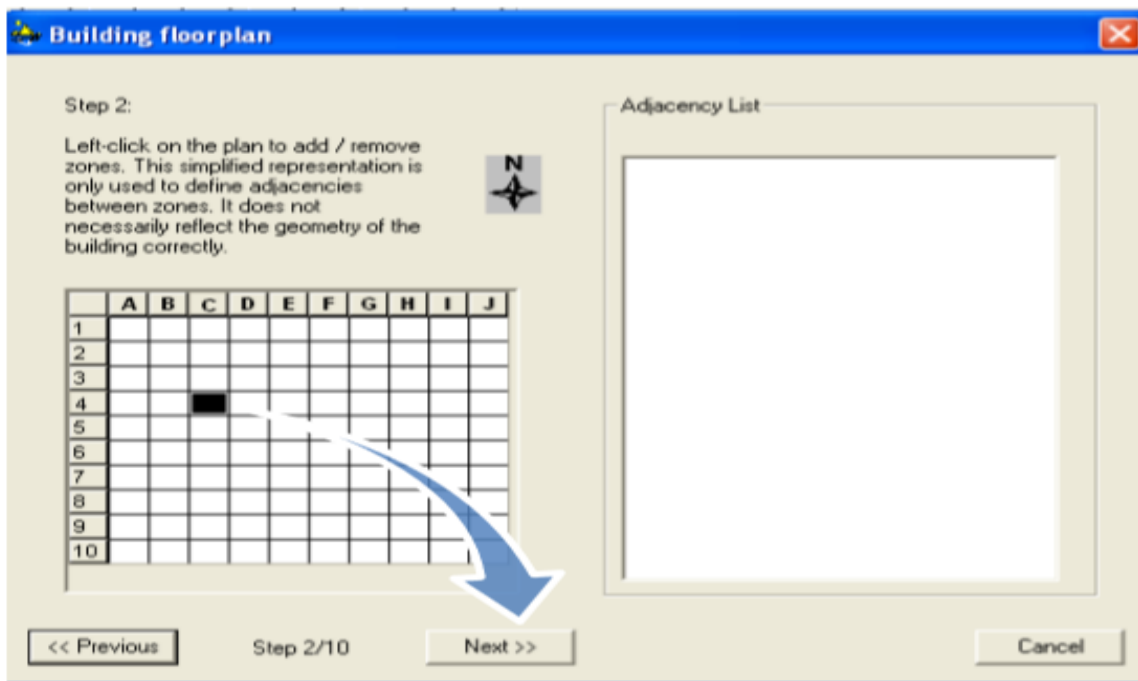 Building floorplan
Step 2:
Left-click on the plan to add / remove
zones. This simplified representation is
only used to define adjacencies
between zones. It does not
necessarily reflect the geometry of the
building correctly.
N
A B C D E F G H I J
1
2
3
4
5
6
7
8
9
10
Adjacency List
<< Previous
Step 2/10
Next >>
Cancel